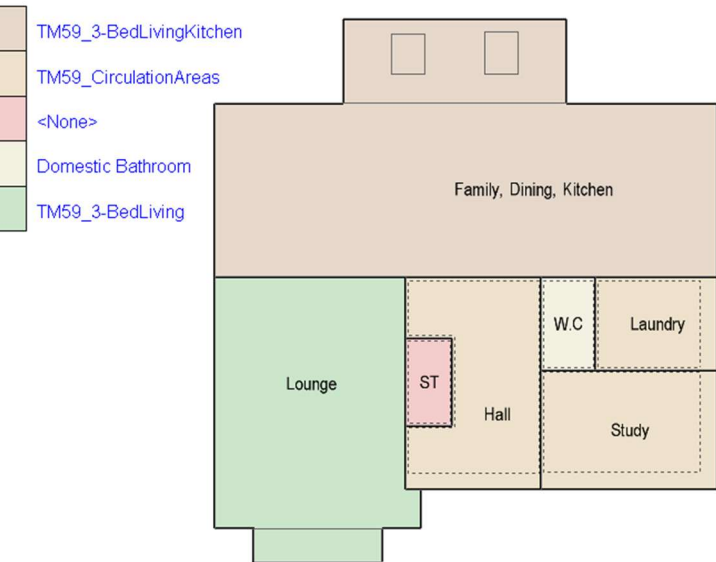 TM59_3-BedLivingKitchen
TM59_CirculationAreas
<None>
Domestic Bathroom
TM59_3-BedLiving
Family, Dining, Kitchen
W.C
Laundry
Lounge
ST
Hall
Study